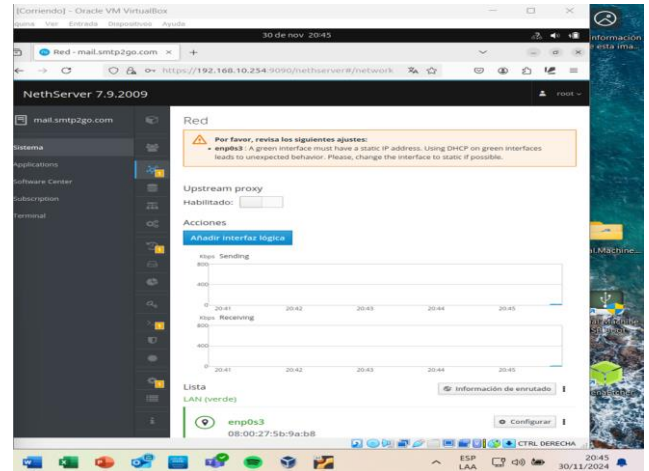 [Corriendo] - Oracle VM VirtualBox
Ver Entrada Dispositivos Ayuda
30 de nov 20:45
Red - mail.smtp2go.com
https://192.168.10.254:9090/nethserver#/network
NethServer 7.9.2009
root
mail.smtp2go.com
Sistema
Applications
Software Center
Subscription
Terminal
Red
Por favor, revisa los siguientes ajustes:
enp0s3 : A green interface must have a static IP address. Using DHCP on green interfaces
leads to unexpected behavior. Please, change the interface to static if possible.
Upstream proxy
Habilitado:
Acciones
Añadir interfaz lógica
Kbps Sending
800
400
0
20:41 20:42 20:43 20:44 20:45
Kbps Receiving
800
400
0
20:41 20:42 20:43 20:44 20:45
Lista
Información de enrutado
LAN (verde)
enp0s3
Configurar
08:00:27:5b:9a:b8
CTRL DERECHA
ESP
LAA
20:45
30/11/2024